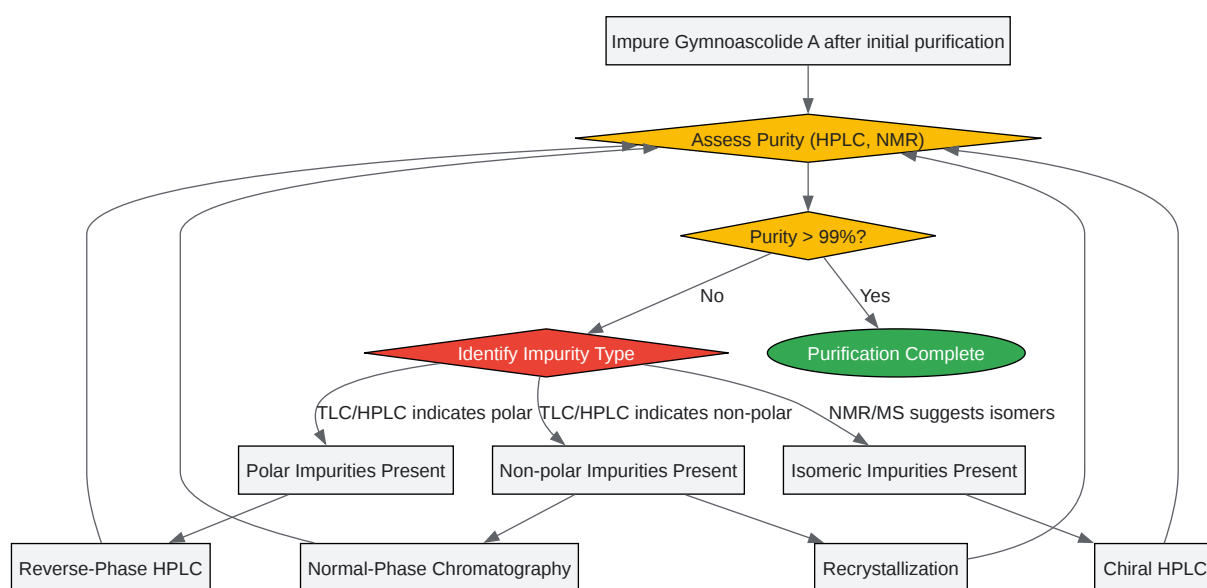 Impure Gymnoascolide A after initial purification
Assess Purity (HPLC, NMR)
Purity > 99%?
No
Yes
Identify Impurity Type
Purification Complete
TLC/HPLC indicates polar
TLC/HPLC indicates non-polar
NMR/MS suggests isomers
Polar Impurities Present
Non-polar Impurities Present
Isomeric Impurities Present
Reverse-Phase HPLC
Normal-Phase Chromatography
Recrystallization
Chiral HPLC